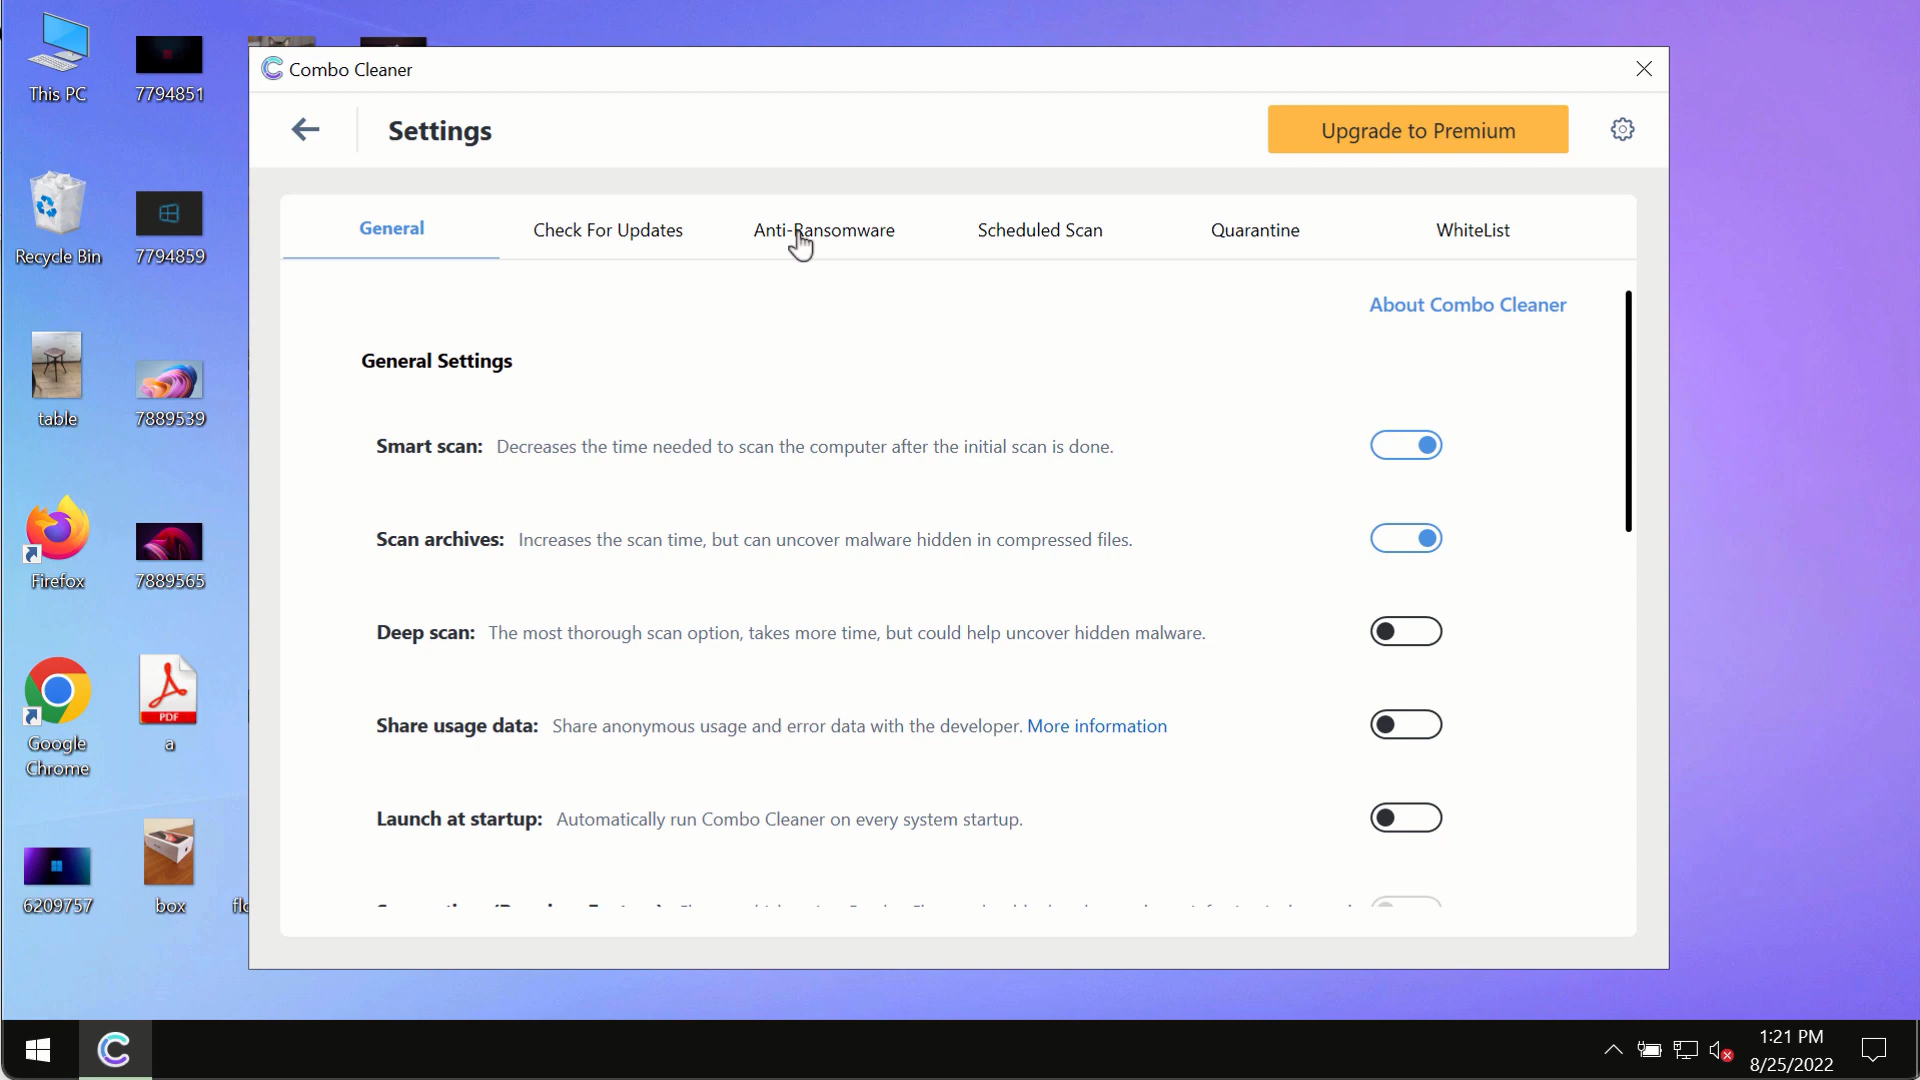 This PC
7794851
Recycle Bin
7794859
table
7889539
Firefox
7889565
Google
Chrome
PDF
a
6209757
box
Combo Cleaner
Settings
Upgrade to Premium
General
Check For Updates
Anti-Ransomware
Scheduled Scan
Quarantine
WhiteList
About Combo Cleaner
General Settings
Smart scan: Decreases the time needed to scan the computer after the initial scan is done.
Scan archives: Increases the scan time, but can uncover malware hidden in compressed files.
Deep scan: The most thorough scan option, takes more time, but could help uncover hidden malware.
Share usage data: Share anonymous usage and error data with the developer. More information
Launch at startup: Automatically run Combo Cleaner on every system startup.
1:21 PM
8/25/2022